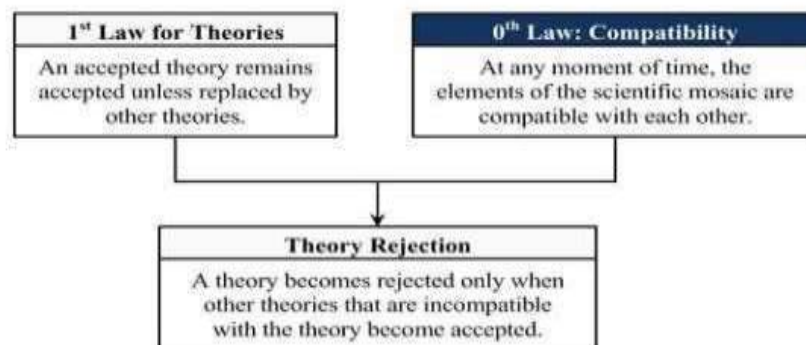 1st Law for Theories
An accepted theory remains
accepted unless replaced by
other theories.
0th Law: Compatibility
At any moment of time, the
elements of the scientific mosaic are
compatible with each other.
Theory Rejection
A theory becomes rejected only when
other theories that are incompatible
with the theory become accepted.